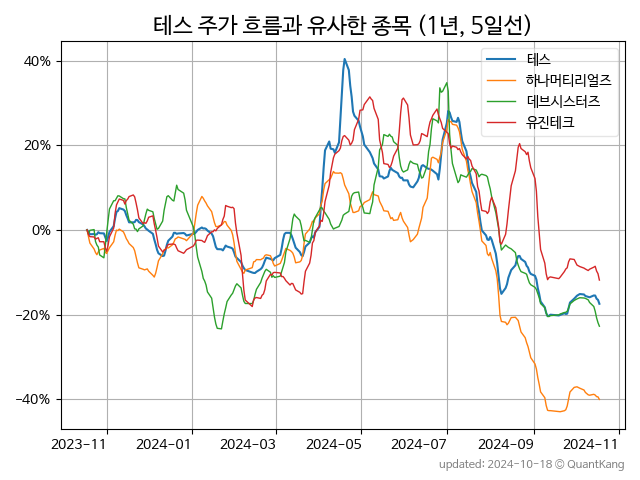 테스 주가 흐름과 유사한 종목 (1년, 5일선)
테스
하나머티리얼즈
데브시스터즈
유진테크
40%
20%
0%
−20%
−40%
2023-11 2024-01 2024-03 2024-05 2024-07 2024-09 2024-11
updated: 2024-10-18 © QuantKang